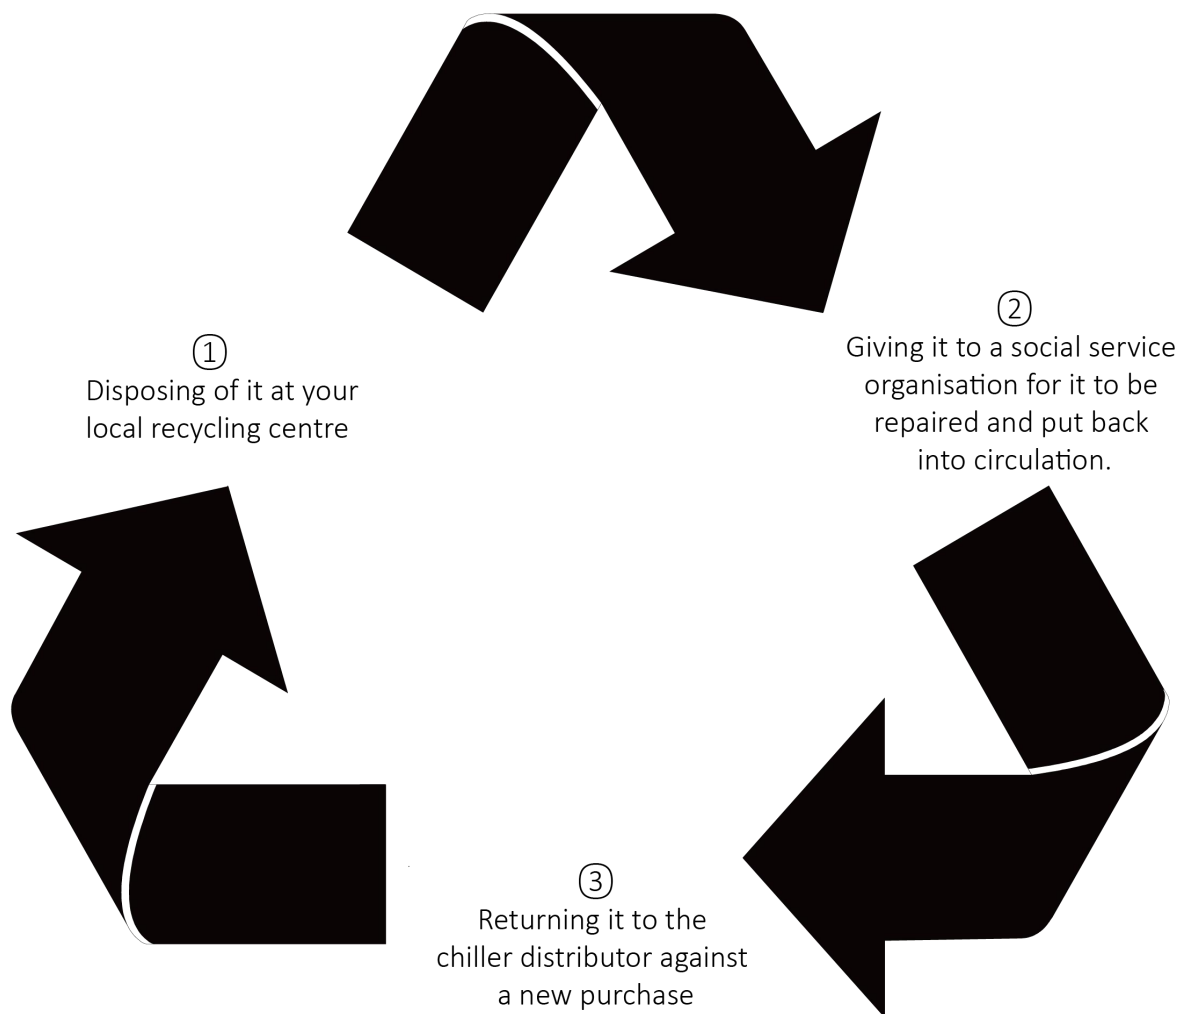 ①
Disposing of it at your
local recycling centre
②
Giving it to a social service
organisation for it to be
repaired and put back
into circulation.
③
Returning it to the
chiller distributor against
a new purchase